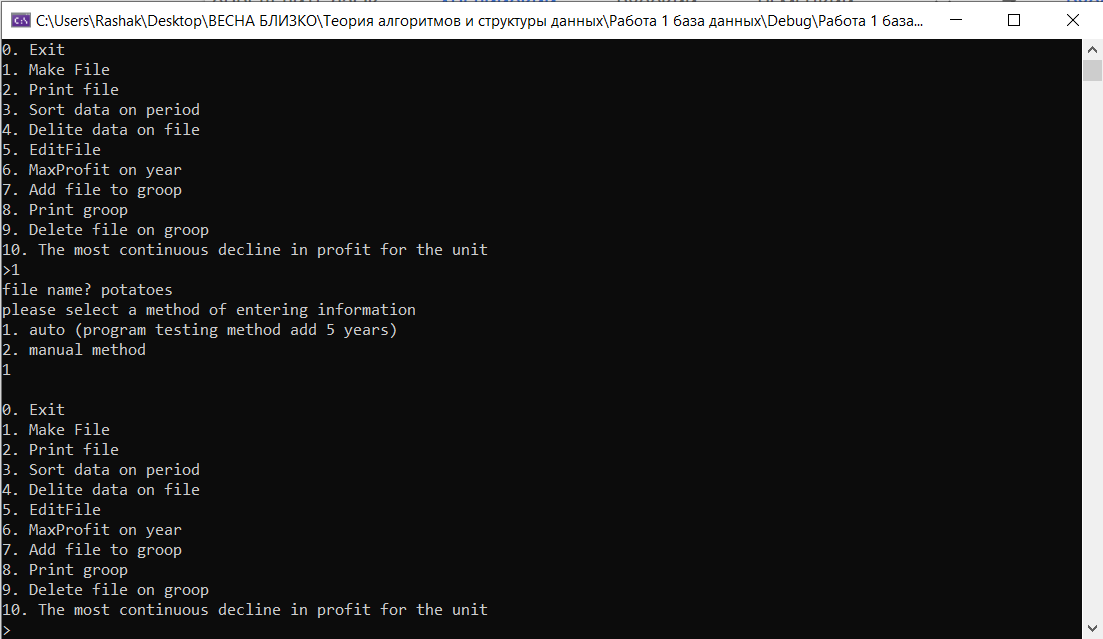 C:\Users\Rashak\Desktop\ВЕСНА БЛИЗКО\Теория алгоритмов и структуры данных\Работа 1 база данных\Debug\Работа 1 база...
0. Exit
1. Make File
2. Print file
3. Sort data on period
4. Delite data on file
5. EditFile
6. MaxProfit on year
7. Add file to groop
8. Print groop
9. Delete file on groop
10. The most continuous decline in profit for the unit
>1
file name? potatoes
please select a method of entering information
1. auto (program testing method add 5 years)
2. manual method
1
0. Exit
1. Make File
2. Print file
3. Sort data on period
4. Delite data on file
5. EditFile
6. MaxProfit on year
7. Add file to groop
8. Print groop
9. Delete file on groop
10. The most continuous decline in profit for the unit
>